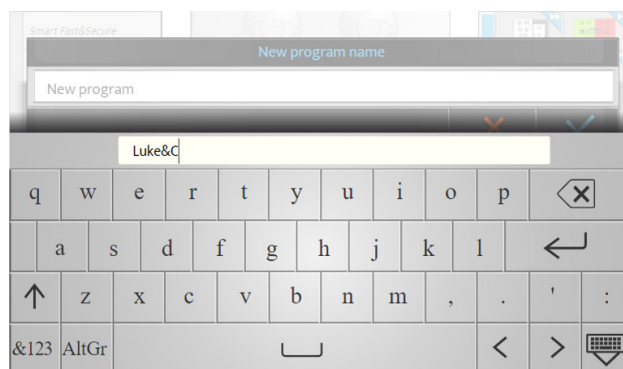 Smart Fast&Secure
New program name
New program
Luke&C
q w e r t y u i o p
a s d f g h j k l
z x c v b n m , . ' :
&123 AltGr < >